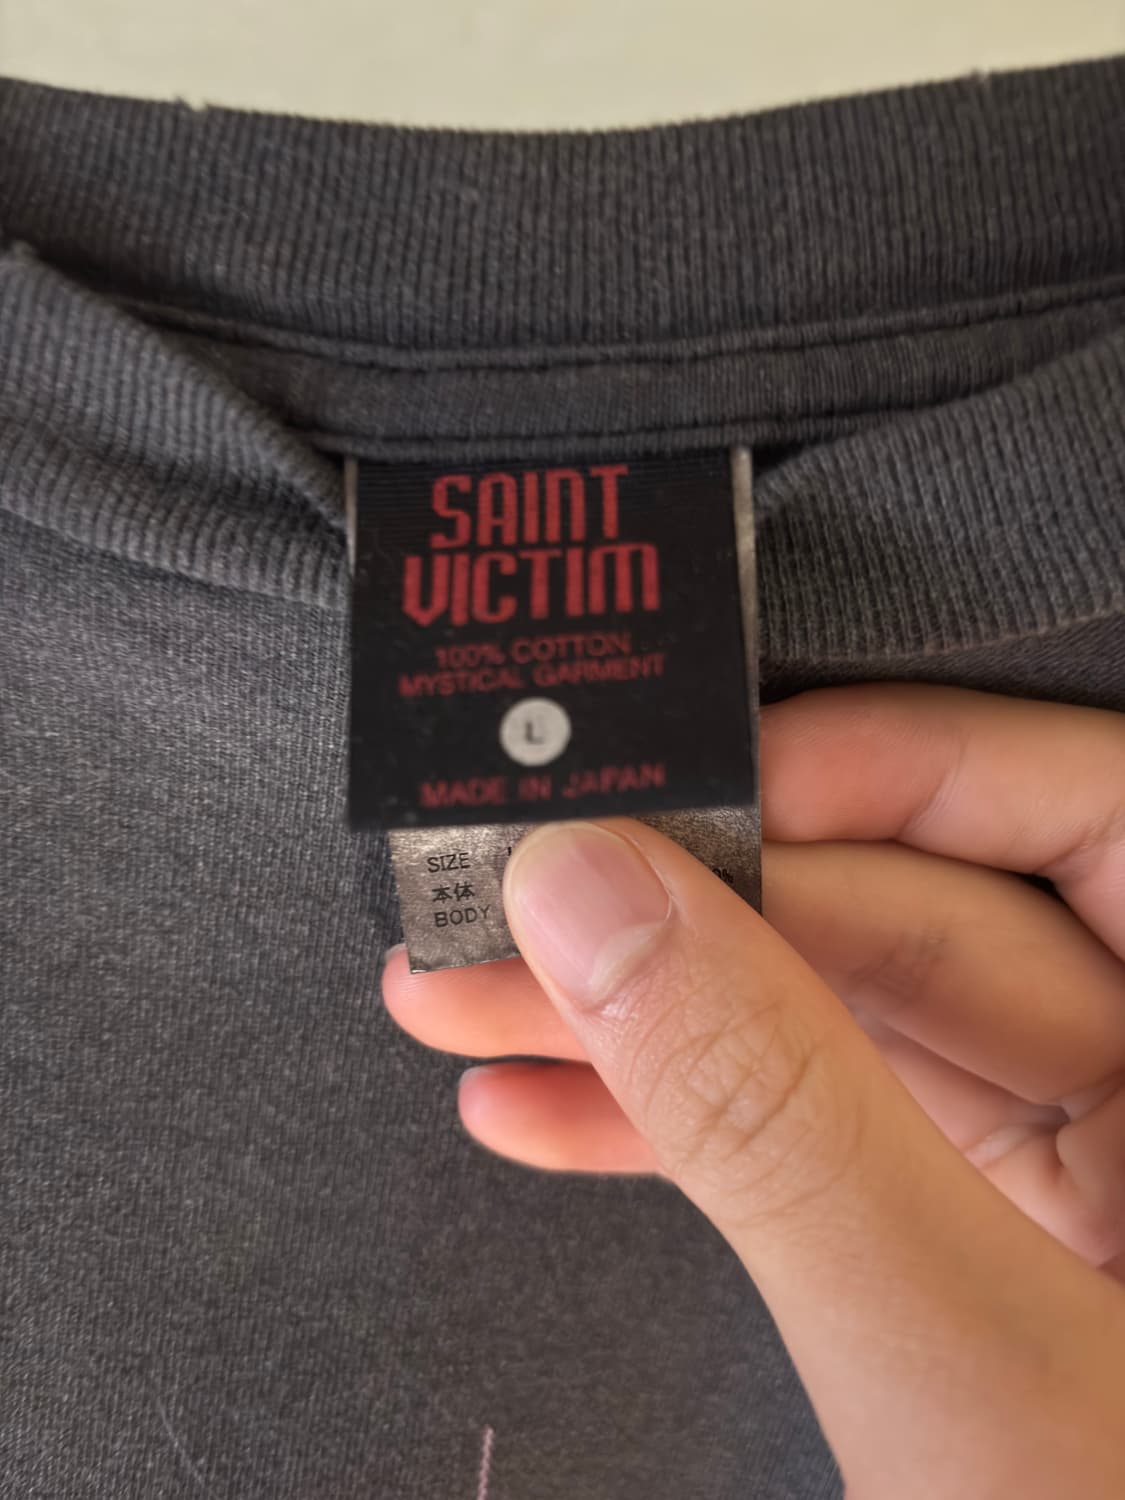 SAINT
VICTIM
100% COTTON
MYSTICAL GARMENT
L
MADE IN JAPAN
SIZE
本体
BODY